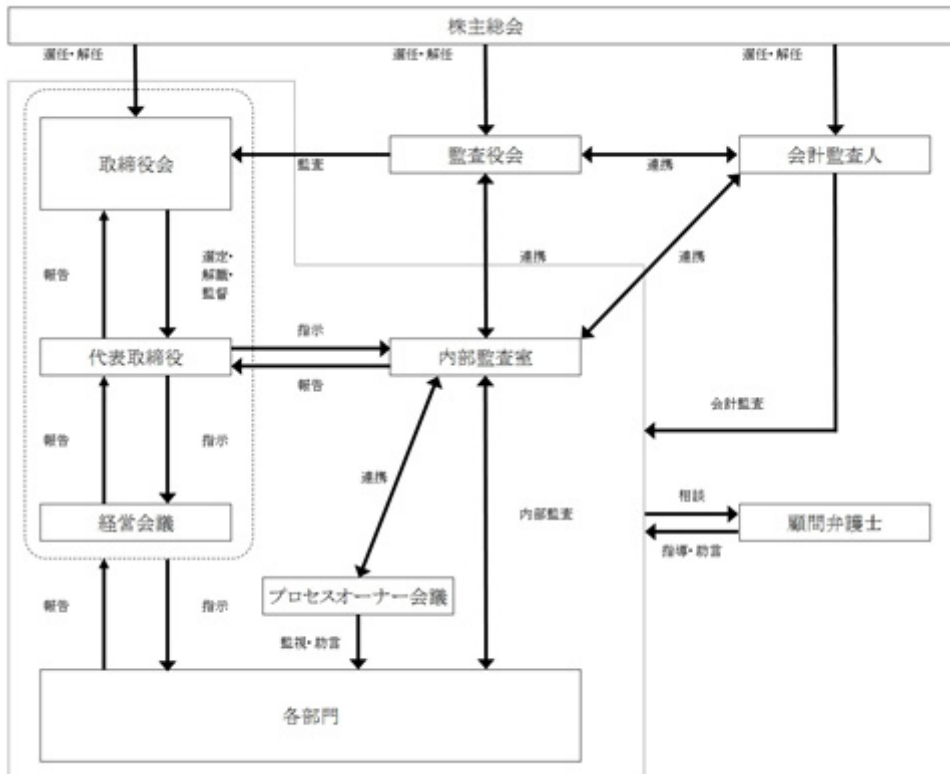 株主総会
選任・解任
選任・解任
選任・解任
取締役会
監査
監査役会
連携
会計監査人
報告
選定・
解職・
監督
連携
連携
代表取締役
指示
報告
内部監査室
会計監査
報告
指示
連携
内部監査
経営会議
相談
指導・助言
顧問弁護士
報告
指示
プロセスオーナー会議
監視・助言
各部門